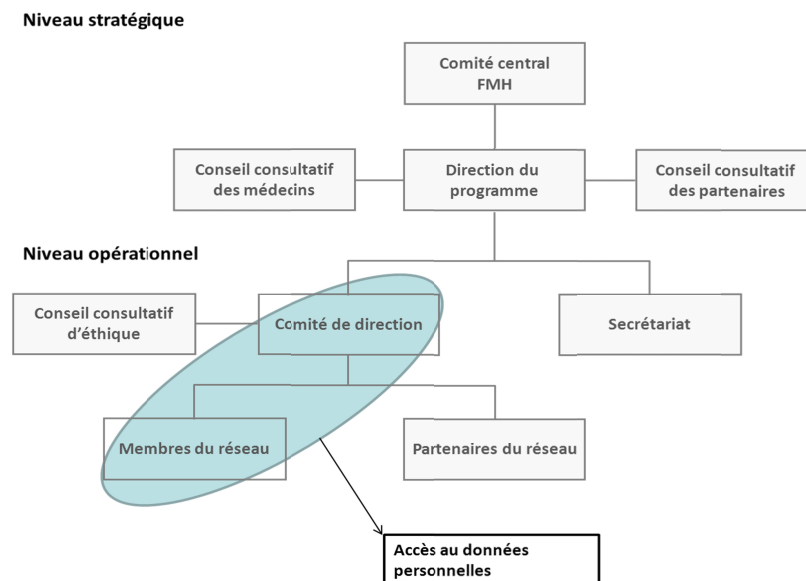 Niveau stratégique
Comité central
FMH
Conseil consultatif
des médecins
Direction du
programme
Conseil consultatif
des partenaires
Niveau opérationnel
Conseil consultatif
d'éthique
Comité de direction
Secrétariat
Membres du réseau
Partenaires du réseau
Accès au données
personnelles